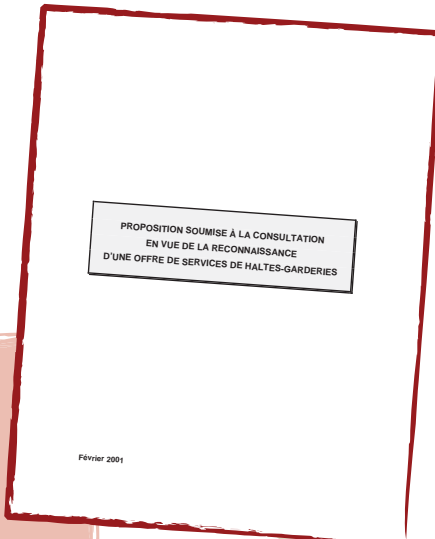 PROPOSITION SOUMISE À LA CONSULTATION
EN VUE DE LA RECONNAISSANCE
D'UNE OFFRE DE SERVICES DE HALTES-GARDERIES
Février 2001